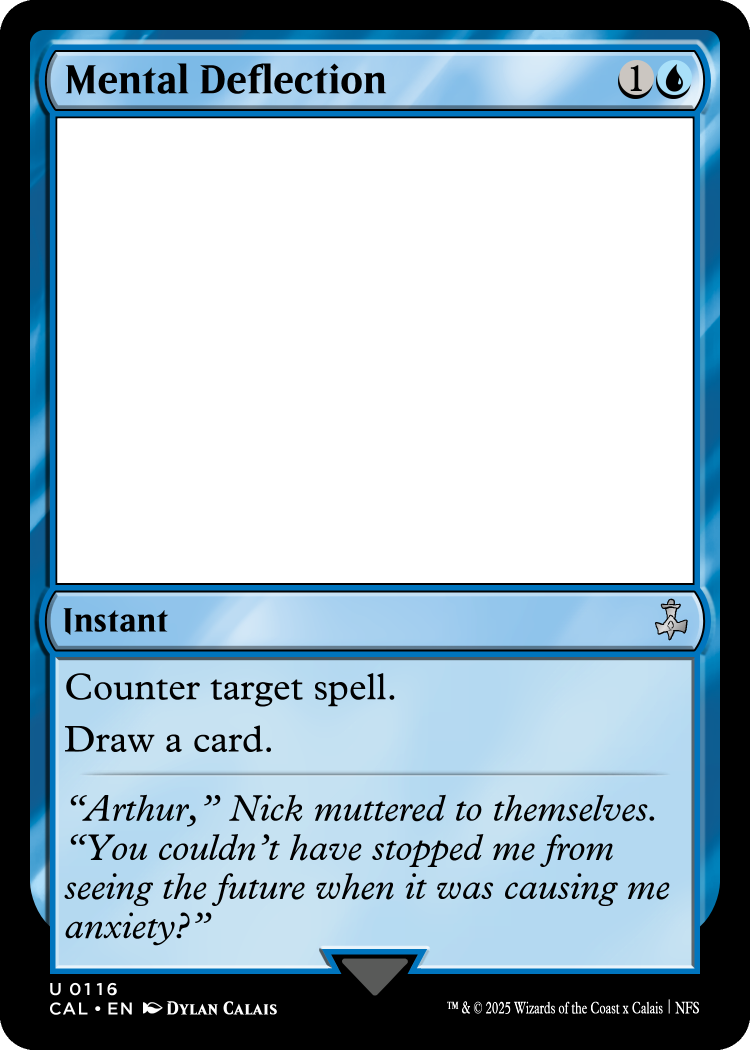 Mental Deflection 1
Instant
Counter target spell.
Draw a card.
“Arthur,” Nick muttered to themselves.
“You couldn’t have stopped me from
seeing the future when it was causing me
anxiety?”
U 0116
CAL • EN Dylan Calais
™ & © 2025 Wizards of the Coast x Calais | NFS